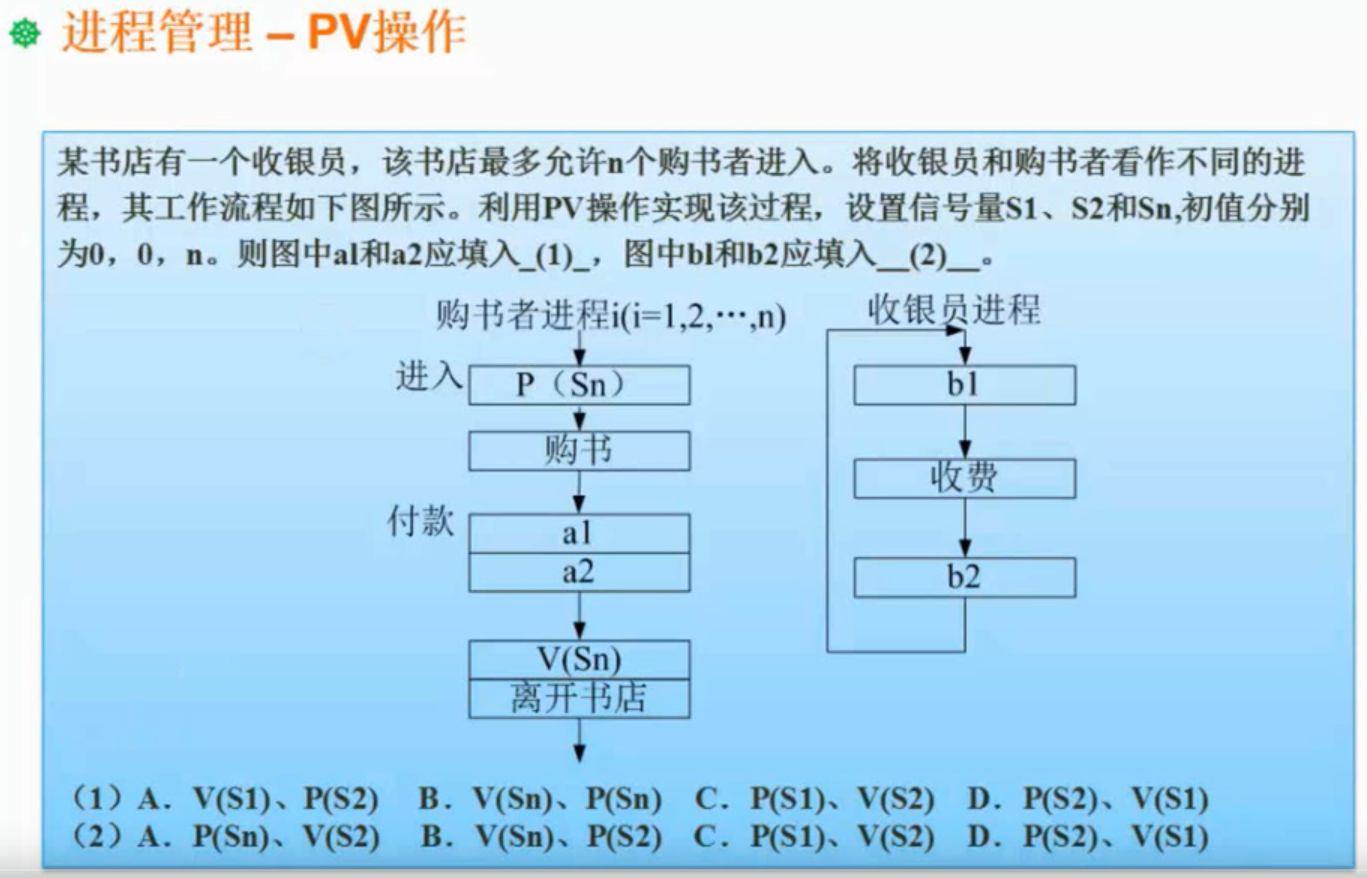 进程管理 – PV操作
某书店有一个收银员，该书店最多允许n个购书者进入。将收银员和购书者看作不同的进
程，其工作流程如下图所示。利用PV操作实现该过程，设置信号量S1、S2和Sn,初值分别
为0，0，n。则图中al和a2应填入_(1)_，图中bl和b2应填入__(2)__。
购书者进程i(i=1,2,⋯,n)
进入
P（Sn）
购书
付款
a1
a2
V(Sn)
离开书店
收银员进程
b1
收费
b2
（1）A．V(S1)、P(S2) B．V(Sn)、P(Sn) C．P(S1)、V(S2) D．P(S2)、V(S1)
（2）A．P(Sn)、V(S2) B．V(Sn)、P(S2) C．P(S1)、V(S2) D．P(S2)、V(S1)